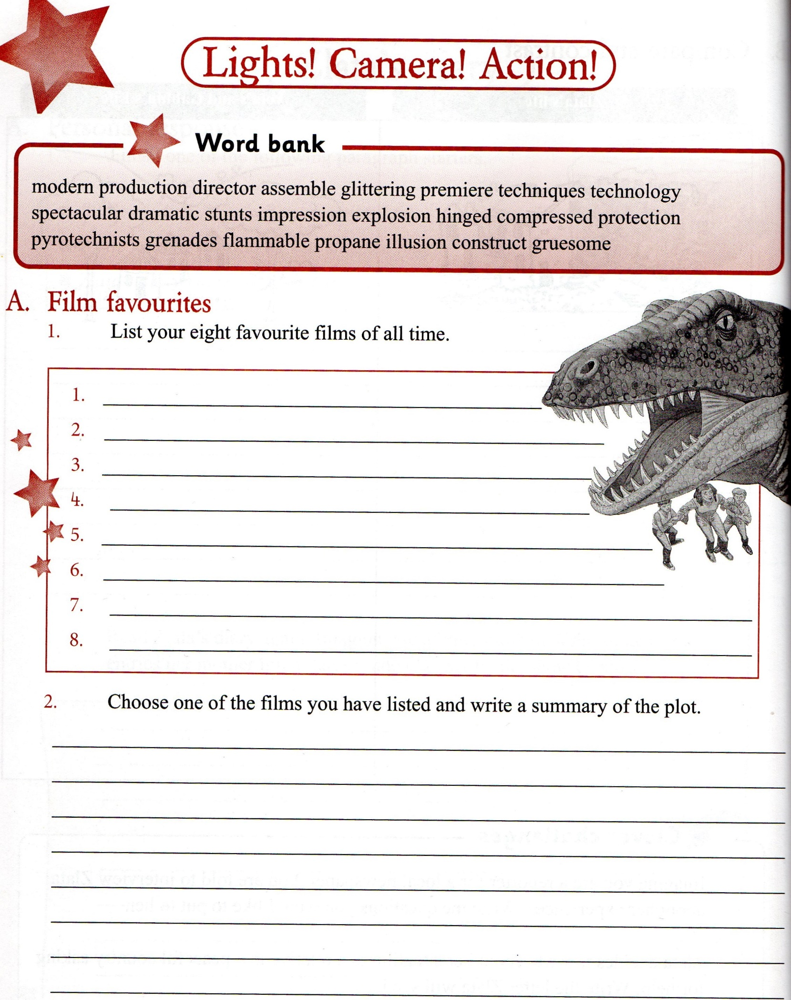 Lights! Camera! Action!
Word bank
modern production director assemble glittering premiere techniques technology
spectacular dramatic stunts impression explosion hinged compressed protection
pyrotechnists grenades flammable propane illusion construct gruesome
A. Film favourites
1. List your eight favourite films of all time.
1.
2.
3.
4.
5.
6.
7.
8.
2. Choose one of the films you have listed and write a summary of the plot.